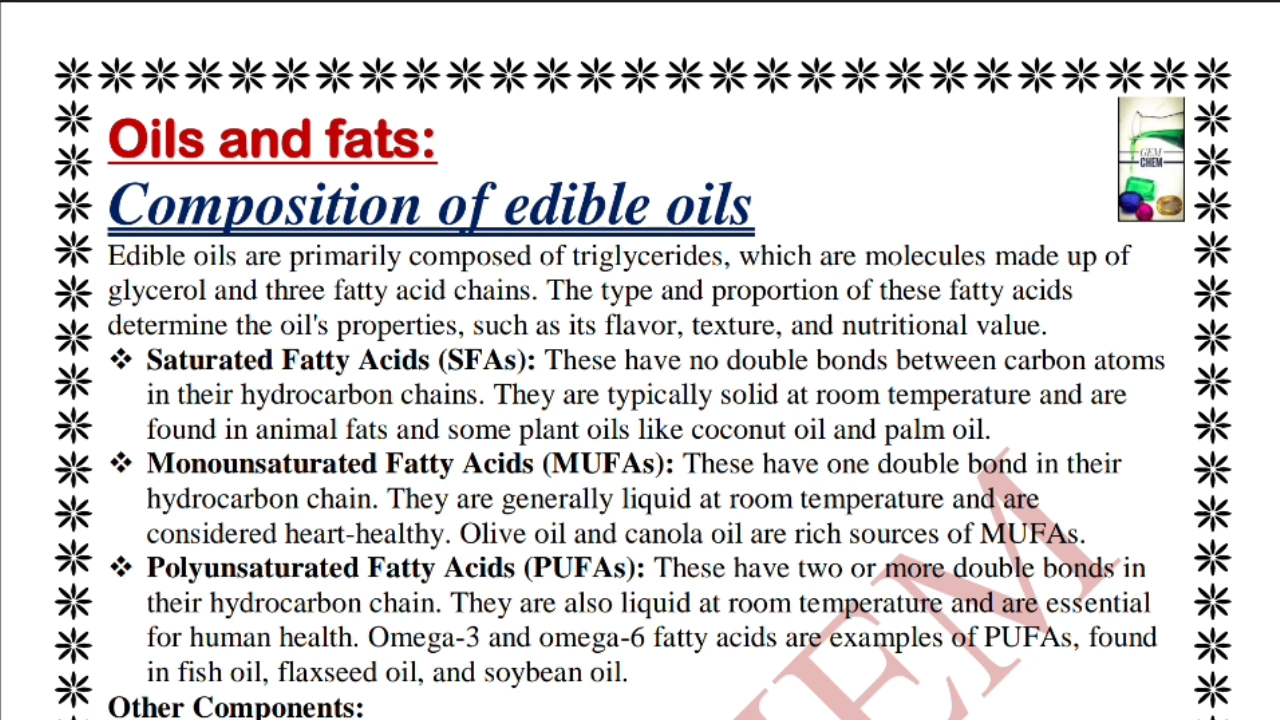 Oils and fats:
GEM
CHEM
Composition of edible oils
Edible oils are primarily composed of triglycerides, which are molecules made up of
glycerol and three fatty acid chains. The type and proportion of these fatty acids
determine the oil's properties, such as its flavor, texture, and nutritional value.
❖ Saturated Fatty Acids (SFAs): These have no double bonds between carbon atoms
in their hydrocarbon chains. They are typically solid at room temperature and are
found in animal fats and some plant oils like coconut oil and palm oil.
❖ Monounsaturated Fatty Acids (MUFAs): These have one double bond in their
hydrocarbon chain. They are generally liquid at room temperature and are
considered heart-healthy. Olive oil and canola oil are rich sources of MUFAs.
❖ Polyunsaturated Fatty Acids (PUFAs): These have two or more double bonds in
their hydrocarbon chain. They are also liquid at room temperature and are essential
for human health. Omega-3 and omega-6 fatty acids are examples of PUFAs, found
in fish oil, flaxseed oil, and soybean oil.
Other Components: